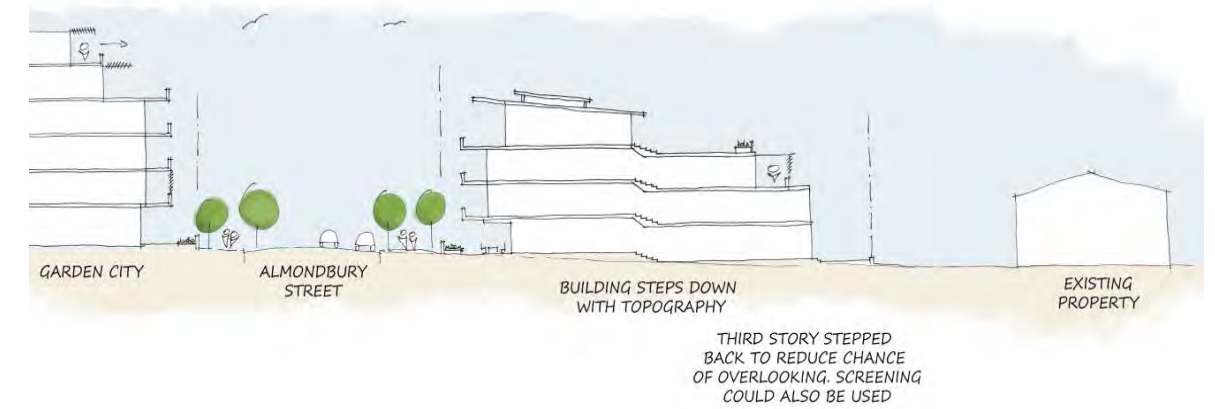 GARDEN CITY
ALMONDBURY
STREET
BUILDING STEPS DOWN
WITH TOPOGRAPHY
EXISTING
PROPERTY
THIRD STORY STEPPED
BACK TO REDUCE CHANCE
OF OVERLOOKING. SCREENING
COULD ALSO BE USED